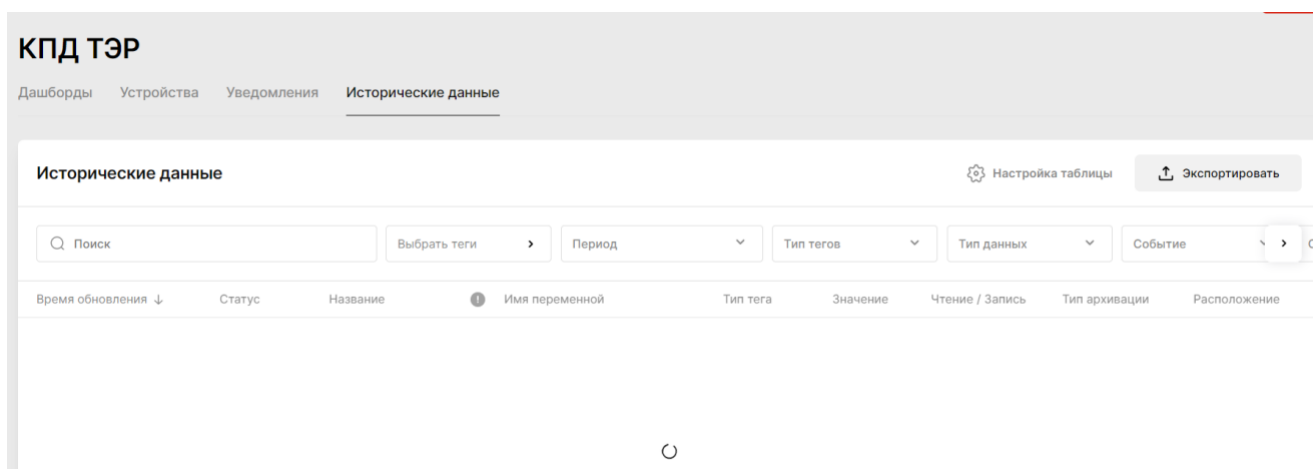 КПД ТЭР
Дашборды Устройства Уведомления Исторические данные
Исторические данные Настройка таблицы Экспортировать
Поиск Выбрать теги Период Тип тегов Тип данных Событие
Время обновления ↓ Статус Название Имя переменной Тип тега Значение Чтение / Запись Тип архивации Расположение